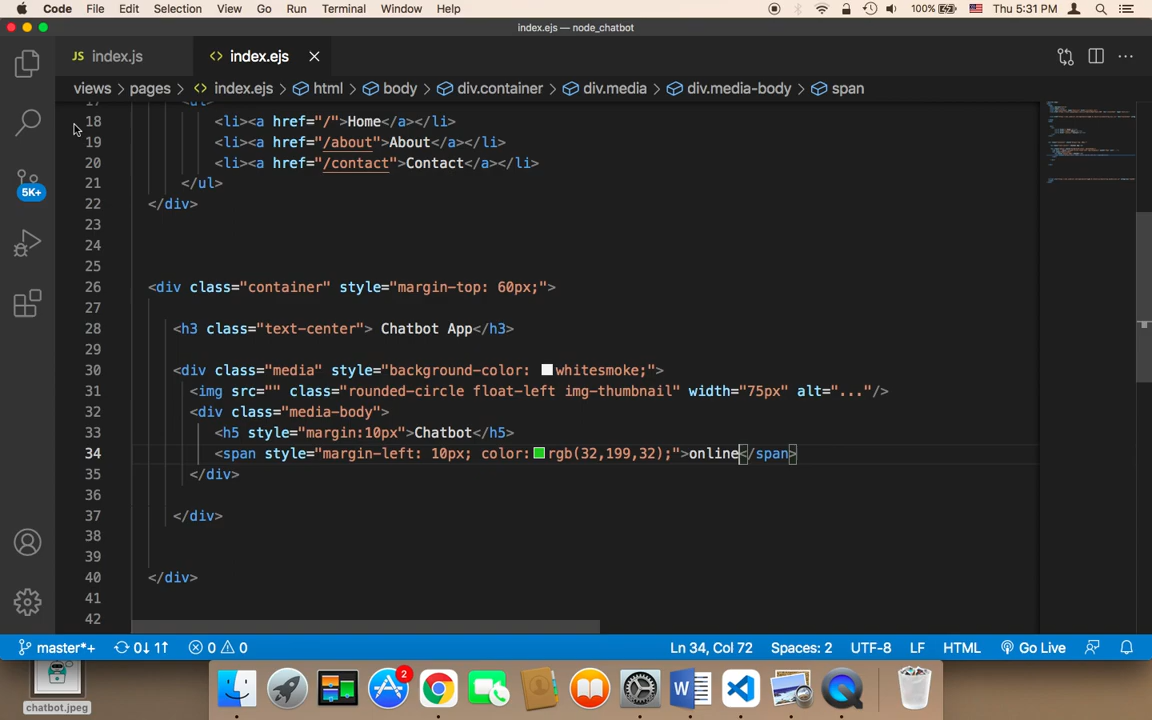 Code File Edit Selection View Go Run Terminal Window Help 100% Thu 5:31 PM
index.ejs — node_chatbot
JS index.js <> index.ejs
views > pages > <> index.ejs > html > body > div.container > div.media > div.media-body > span
17 <ul>
18 <li><a href="/">Home</a></li>
19 <li><a href="/about">About</a></li>
20 <li><a href="/contact">Contact</a></li>
21 </ul>
22 </div>
23
24
25
26 <div class="container" style="margin-top: 60px;">
27
28 <h3 class="text-center"> Chatbot App</h3>
29
30 <div class="media" style="background-color: whitesmoke;">
31 <img src="" class="rounded-circle float-left img-thumbnail" width="75px" alt="..."/>
32 <div class="media-body">
33 <h5 style="margin:10px">Chatbot</h5>
34 <span style="margin-left: 10px; color:rgb(32,199,32);">online</span>
35 </div>
36
37 </div>
38
39
40 </div>
41
42
5K+
master*+ 0↓ 1↑ 0 0 Ln 34, Col 72 Spaces: 2 UTF-8 LF HTML Go Live
2
chatbot.jpeg